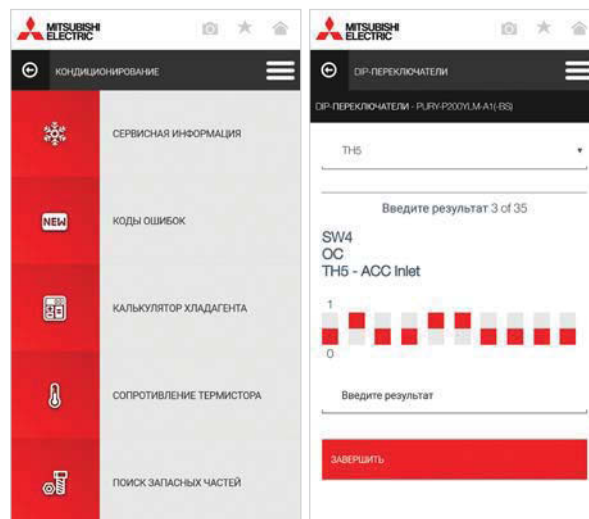 MITSUBISHI
ELECTRIC
КОНДИЦИОНИРОВАНИЕ
СЕРВИСНАЯ ИНФОРМАЦИЯ
NEW
КОДЫ ОШИБОК
КАЛЬКУЛЯТОР ХЛАДАГЕНТА
СОПРОТИВЛЕНИЕ ТЕРМИСТОРА
ПОИСК ЗАПАСНЫХ ЧАСТЕЙ
MITSUBISHI
ELECTRIC
DIP-ПЕРЕКЛЮЧАТЕЛИ
DIP-ПЕРЕКЛЮЧАТЕЛИ - PURY-P200YLM-A1(-BS)
TH5
Введите результат 3 of 35
SW4
OC
TH5 - ACC Inlet
1
0
Введите результат
ЗАВЕРШИТЬ